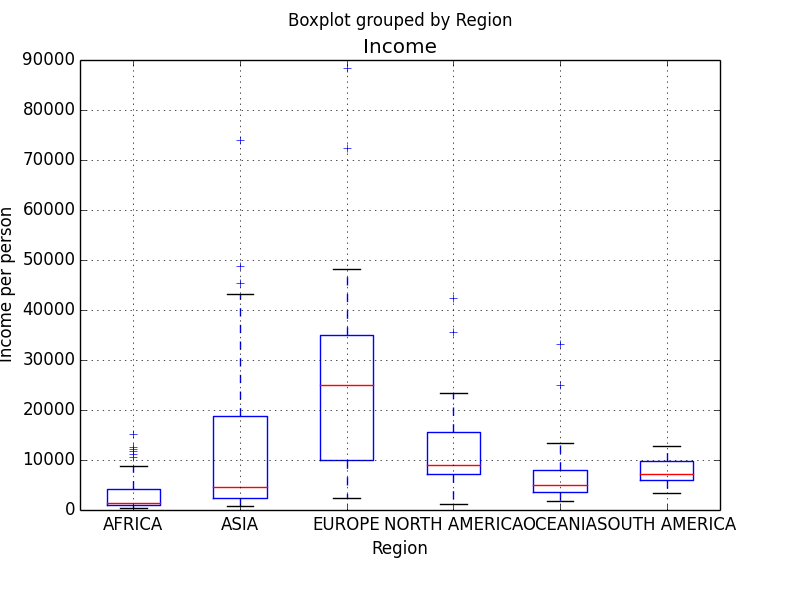 Boxplot grouped by Region
Income
90000
80000
70000
60000
50000
40000
30000
20000
10000
0
Income per person
AFRICA ASIA EUROPE NORTH AMERICA OCEANIA SOUTH AMERICA
Region